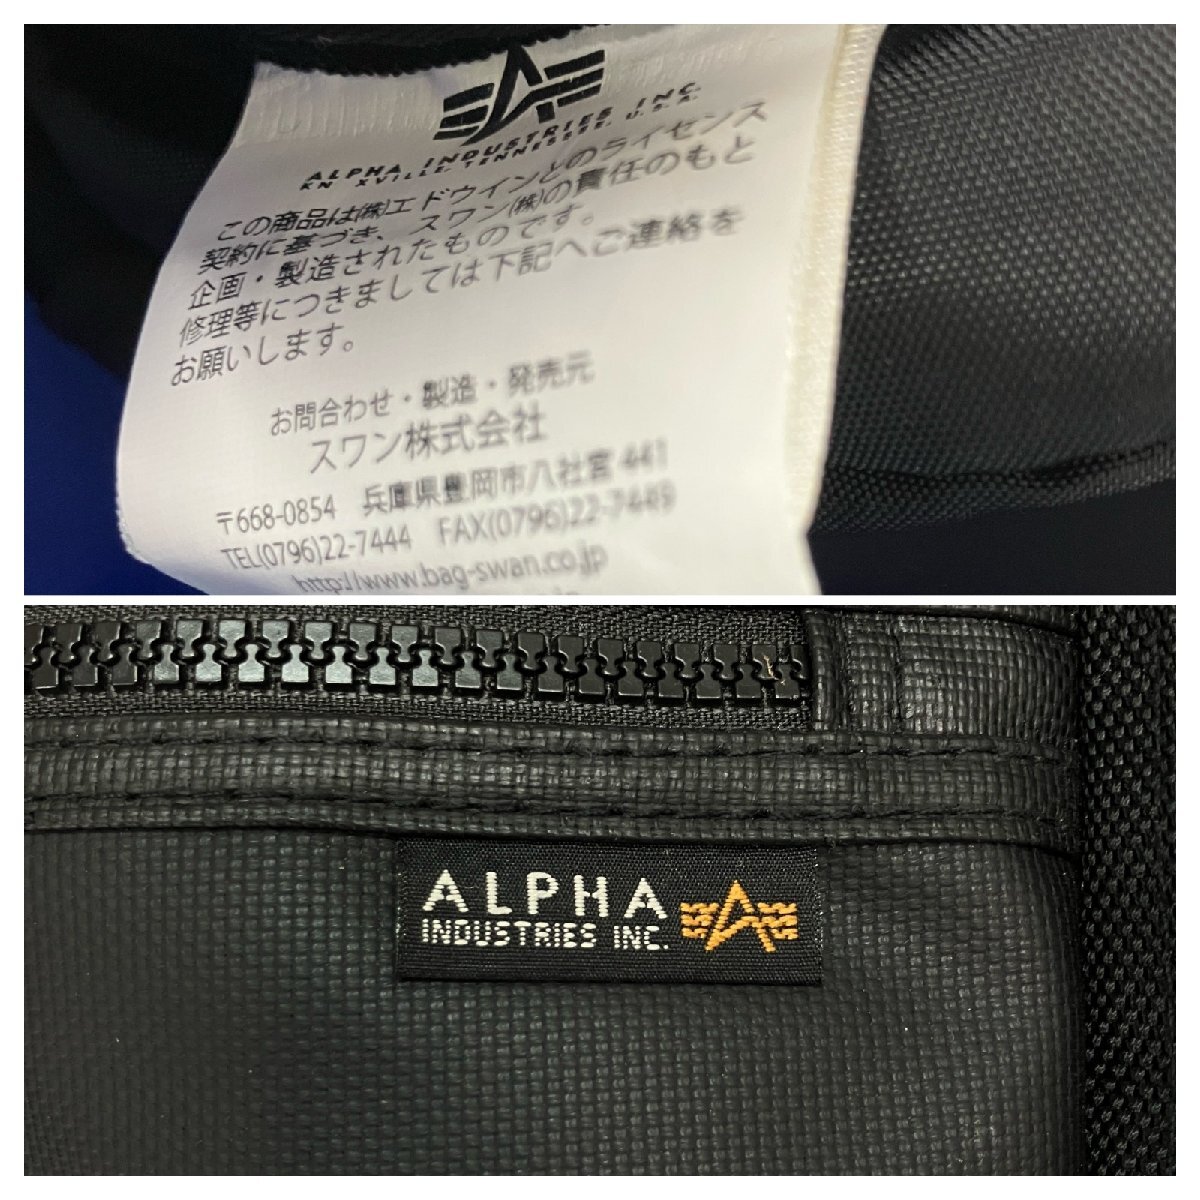 ALPHA INDUSTRIES INC
KN XVILLE, TENNESSEE, U.S.A.
この商品は(株)エドウインとのライセンス
契約に基づき、スワン(株)の責任のもと
企画・製造されたものです。
修理等につきましては下記へご連絡を
お願いします。
お問合わせ・製造・発売元
スワン株式会社
〒668-0854 兵庫県豊岡市八社宮 441
TEL(0796)22-7444 FAX(0796)22-7449
http://www.bag-swan.co.jp
ALPHA
INDUSTRIES INC.